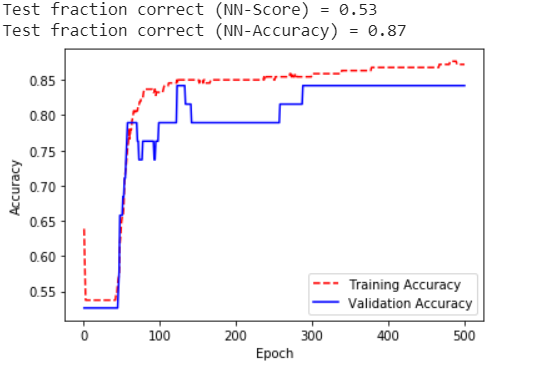 Test fraction correct (NN-Score) = 0.53
Test fraction correct (NN-Accuracy) = 0.87
0.85
0.80
0.75
0.70
0.65
0.60
0.55
Accuracy
Training Accuracy
Validation Accuracy
0
100
200
300
400
500
Epoch